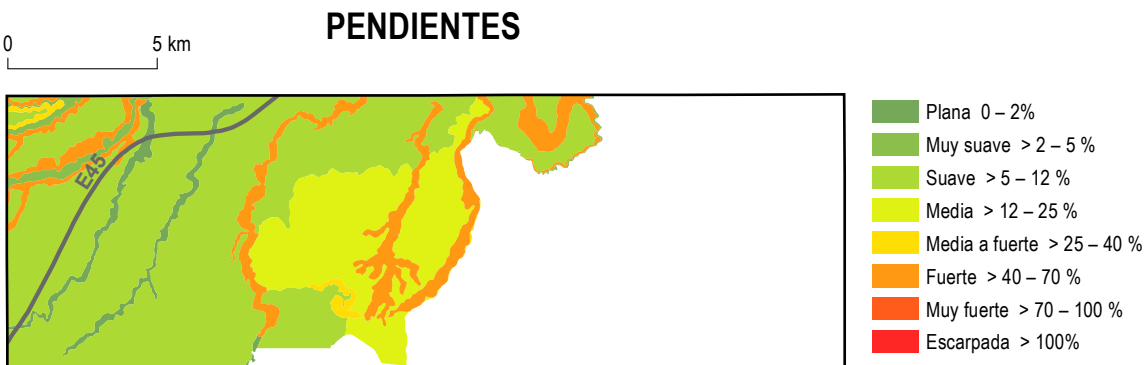 PENDIENTES
0 5 km
E45
Plana 0 – 2%
Muy suave > 2 – 5 %
Suave > 5 – 12 %
Media > 12 – 25 %
Media a fuerte > 25 – 40 %
Fuerte > 40 – 70 %
Muy fuerte > 70 – 100 %
Escarpada > 100%